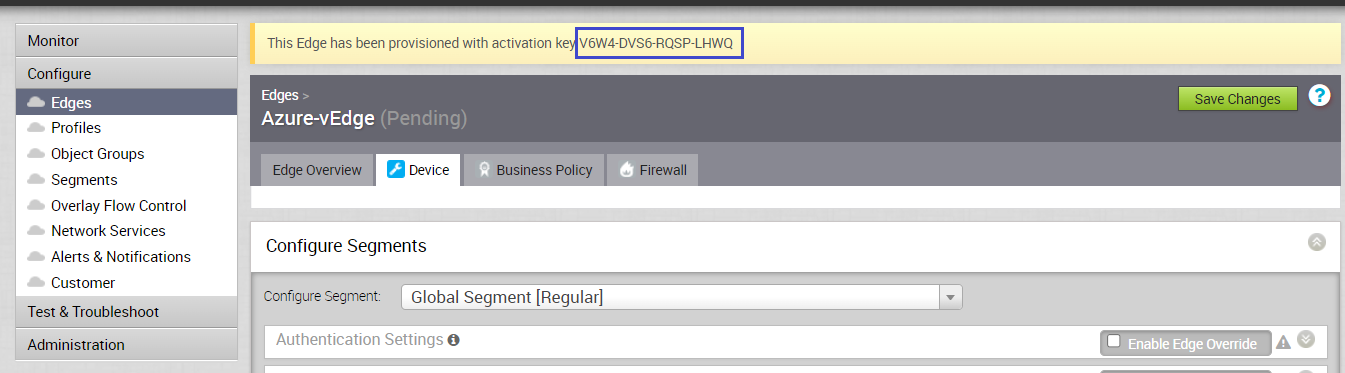 Monitor
Configure
Edges
Profiles
Object Groups
Segments
Overlay Flow Control
Network Services
Alerts & Notifications
Customer
Test & Troubleshoot
Administration
This Edge has been provisioned with activation key V6W4-DVS6-RQSP-LHWQ
Edges >
Azure-vEdge (Pending)
Save Changes
?
Edge Overview
Device
Business Policy
Firewall
Configure Segments
Configure Segment: Global Segment [Regular]
Authentication Settings
Enable Edge Override